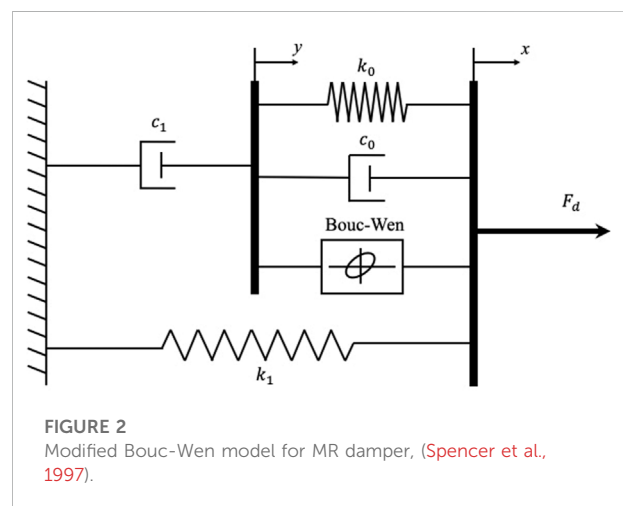 y
x
k₀
c₁
c₀
F_d
Bouc-Wen
k₁
FIGURE 2
Modified Bouc-Wen model for MR damper, (Spencer et al.,
1997).